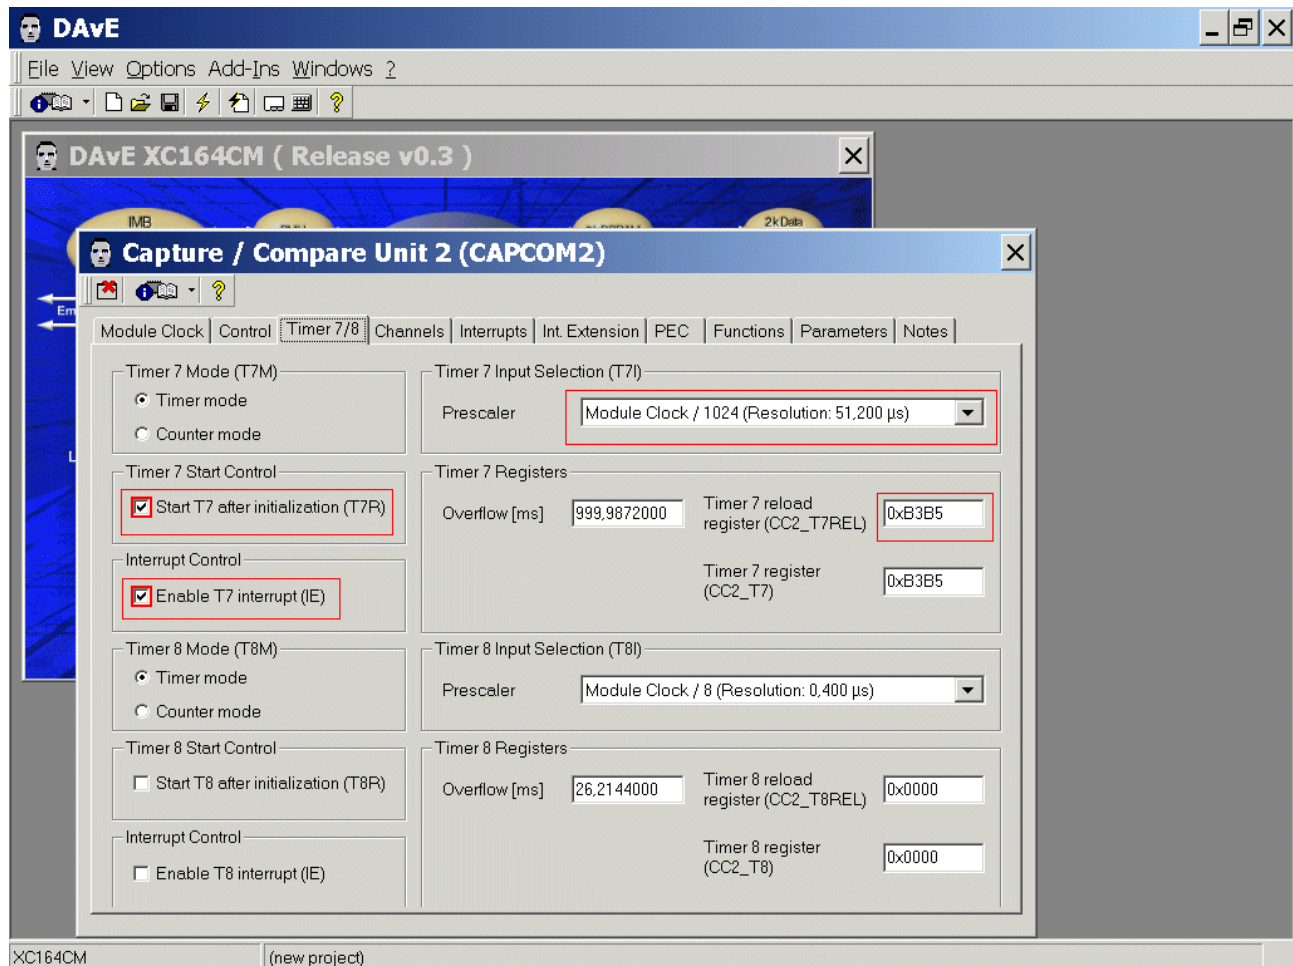 DAvE
File View Options Add-Ins Windows ?
DAvE XC164CM ( Release v0.3 )
IMB
2k Data
Em
Capture / Compare Unit 2 (CAPCOM2)
Module Clock Control Timer 7/8 Channels Interrupts Int. Extension PEC Functions Parameters Notes
Timer 7 Mode (T7M)
Timer mode
Counter mode
Timer 7 Input Selection (T7I)
Prescaler Module Clock / 1024 (Resolution: 51,200 µs)
Timer 7 Start Control
Start T7 after initialization (T7R)
Timer 7 Registers
Overflow [ms] 999,9872000
Timer 7 reload
register (CC2_T7REL) 0xB3B5
Interrupt Control
Enable T7 interrupt (IE)
Timer 7 register
(CC2_T7) 0xB3B5
Timer 8 Mode (T8M)
Timer mode
Counter mode
Timer 8 Input Selection (T8I)
Prescaler Module Clock / 8 (Resolution: 0,400 µs)
Timer 8 Start Control
Start T8 after initialization (T8R)
Timer 8 Registers
Overflow [ms] 26,2144000
Timer 8 reload
register (CC2_T8REL) 0x0000
Interrupt Control
Enable T8 interrupt (IE)
Timer 8 register
(CC2_T8) 0x0000
XC164CM (new project)